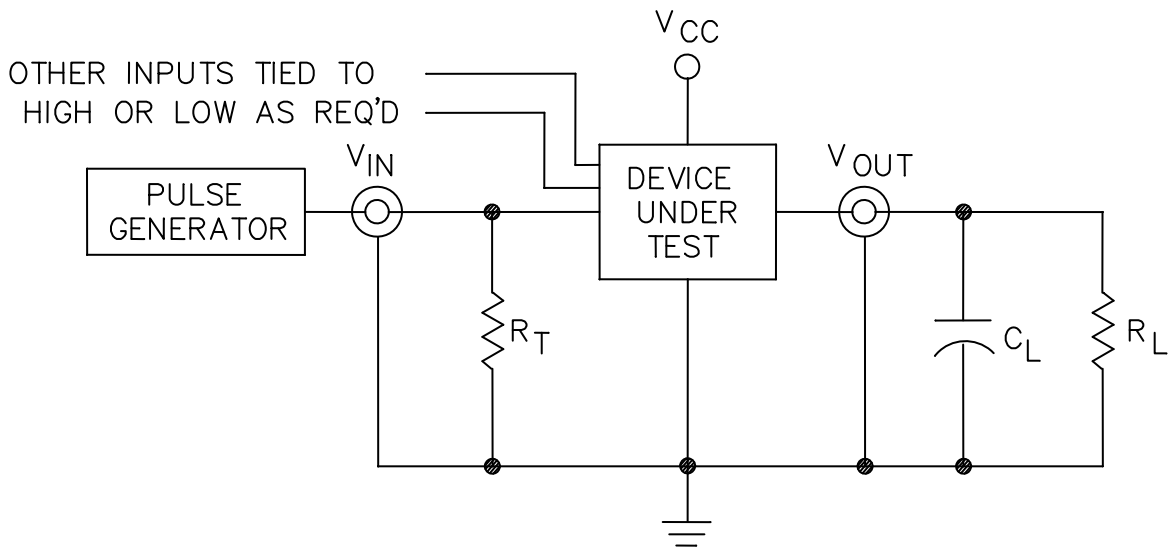 V CC
OTHER INPUTS TIED TO
HIGH OR LOW AS REQ'D
V IN
V OUT
PULSE
GENERATOR
DEVICE
UNDER
TEST
R T
C L
R L